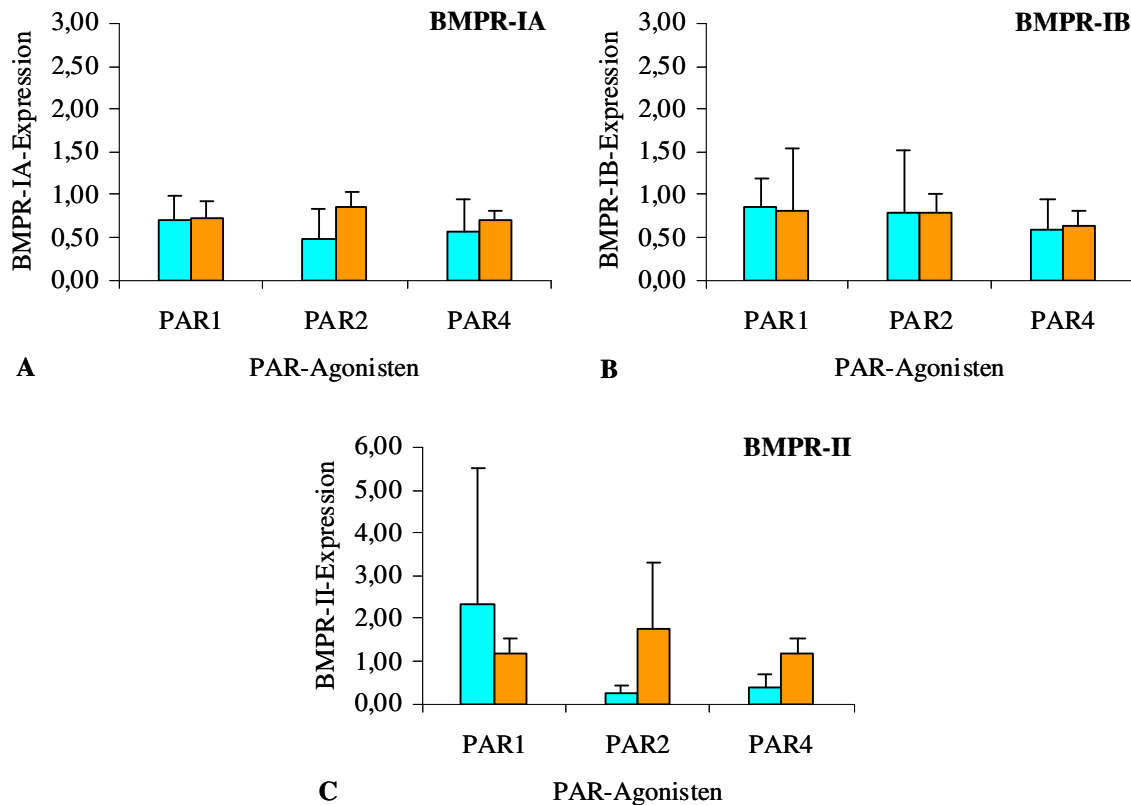 BMPR-IA
3,00
2,50
2,00
1,50
1,00
0,50
0,00
BMPR-IA-Expression
PAR1 PAR2 PAR4
A PAR-Agonisten
BMPR-IB
3,00
2,50
2,00
1,50
1,00
0,50
0,00
BMPR-IB-Expression
PAR1 PAR2 PAR4
B PAR-Agonisten
BMPR-II
6,00
5,00
4,00
3,00
2,00
1,00
0,00
BMPR-II-Expression
PAR1 PAR2 PAR4
C PAR-Agonisten